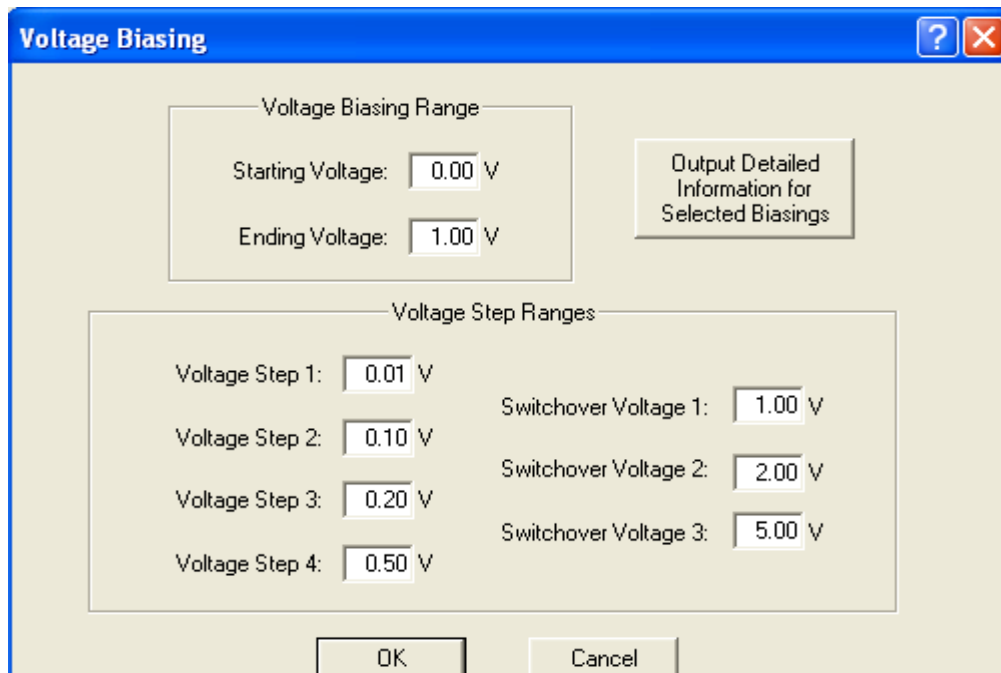 Voltage Biasing
Voltage Biasing Range
Starting Voltage: 0.00 V
Ending Voltage: 1.00 V
Output Detailed
Information for
Selected Biasings
Voltage Step Ranges
Voltage Step 1: 0.01 V
Voltage Step 2: 0.10 V
Voltage Step 3: 0.20 V
Voltage Step 4: 0.50 V
Switchover Voltage 1: 1.00 V
Switchover Voltage 2: 2.00 V
Switchover Voltage 3: 5.00 V
OK
Cancel